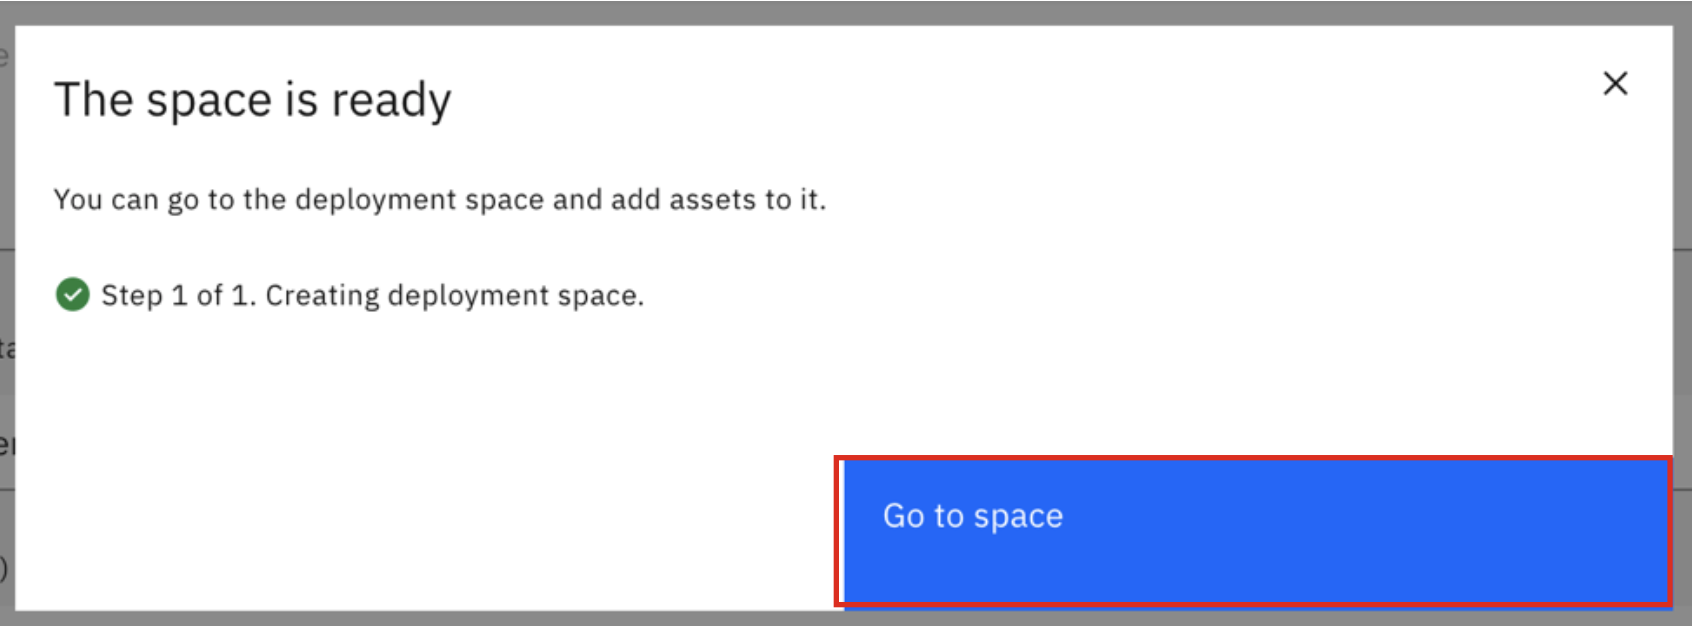 The space is ready
You can go to the deployment space and add assets to it.
Step 1 of 1. Creating deployment space.
Go to space